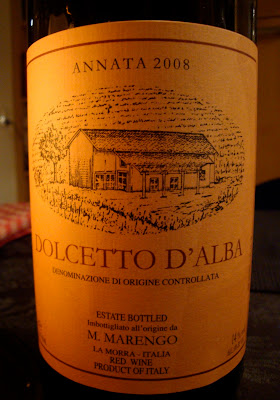 ANNATA 2008
DOLCETTO D'ALBA
DENOMINAZIONE DI ORIGINE CONTROLLATA
ESTATE BOTTLED
Imbottigliato all'origine da
M. MARENGO
LA MORRA - ITALIA
RED WINE
PRODUCT OF ITALY